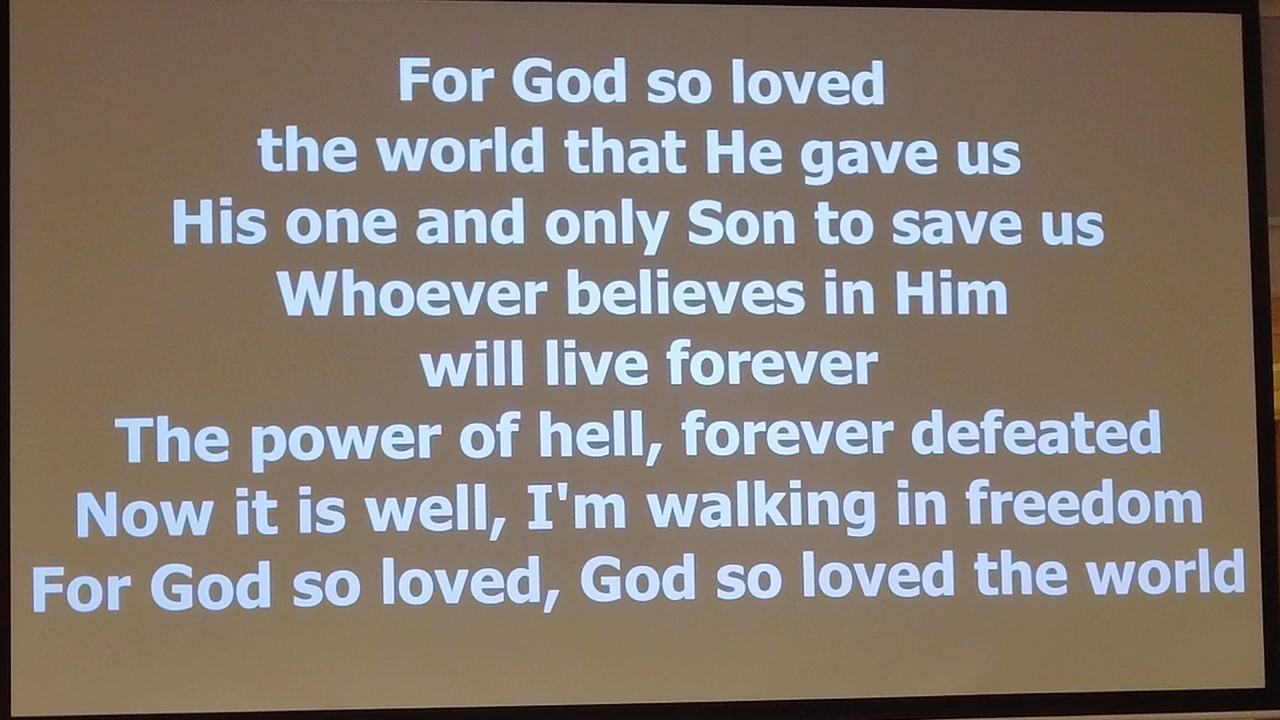 For God so loved
the world that He gave us
His one and only Son to save us
Whoever believes in Him
will live forever
The power of hell, forever defeated
Now it is well, I'm walking in freedom
For God so loved, God so loved the world